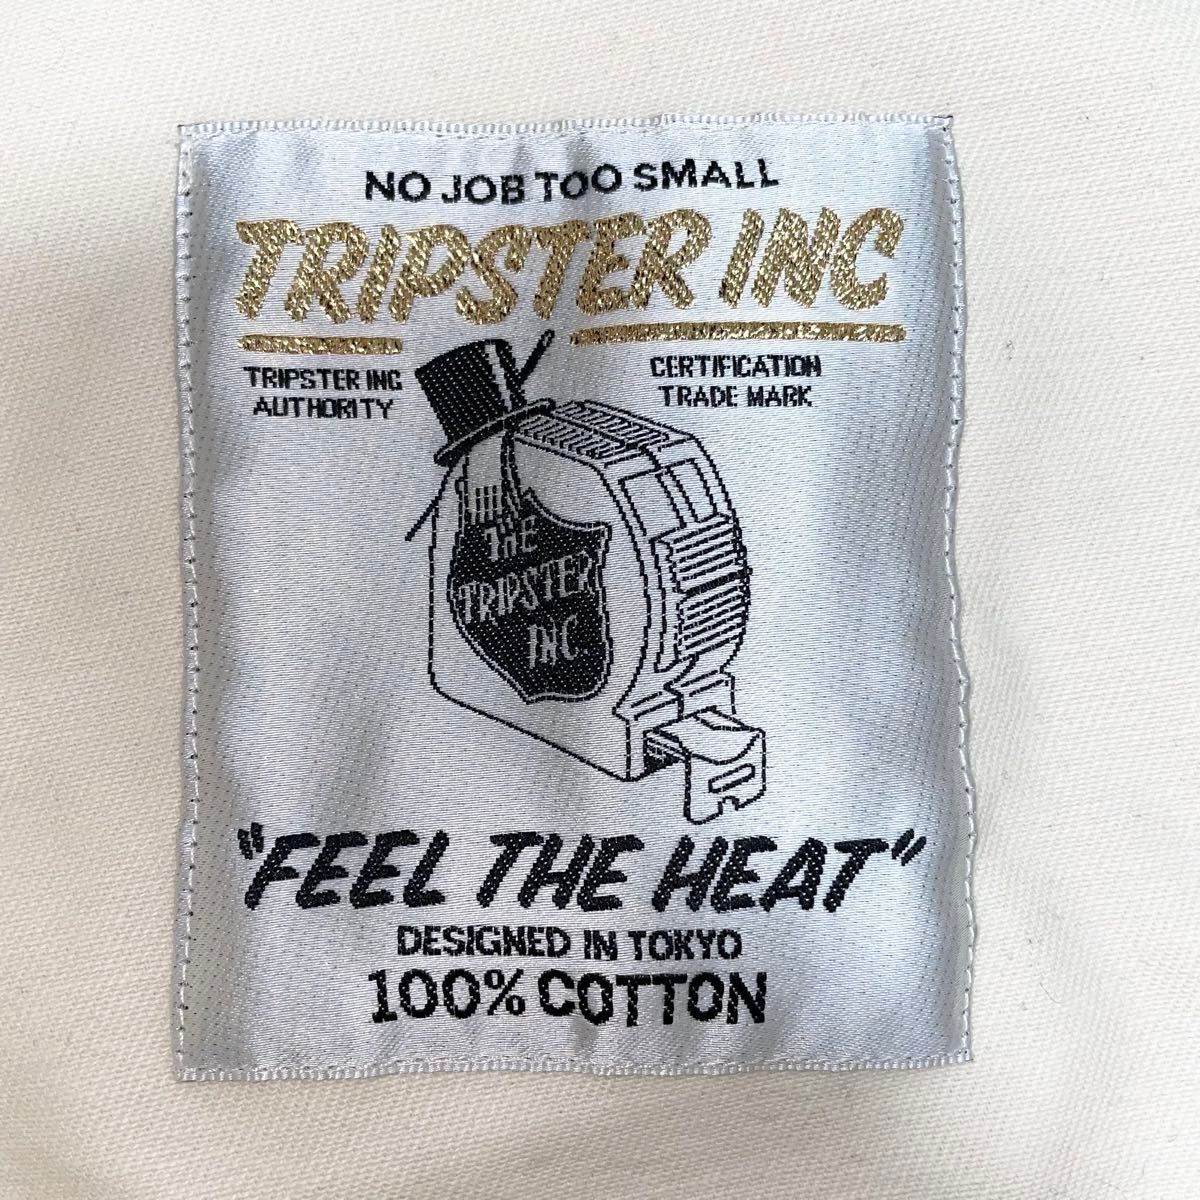 NO JOB TOO SMALL
TRIPSTER INC
TRIPSTER INC
AUTHORITY
CERTIFICATION
TRADE MARK
THE
TRIPSTER
INC.
"FEEL THE HEAT"
DESIGNED IN TOKYO
100% COTTON